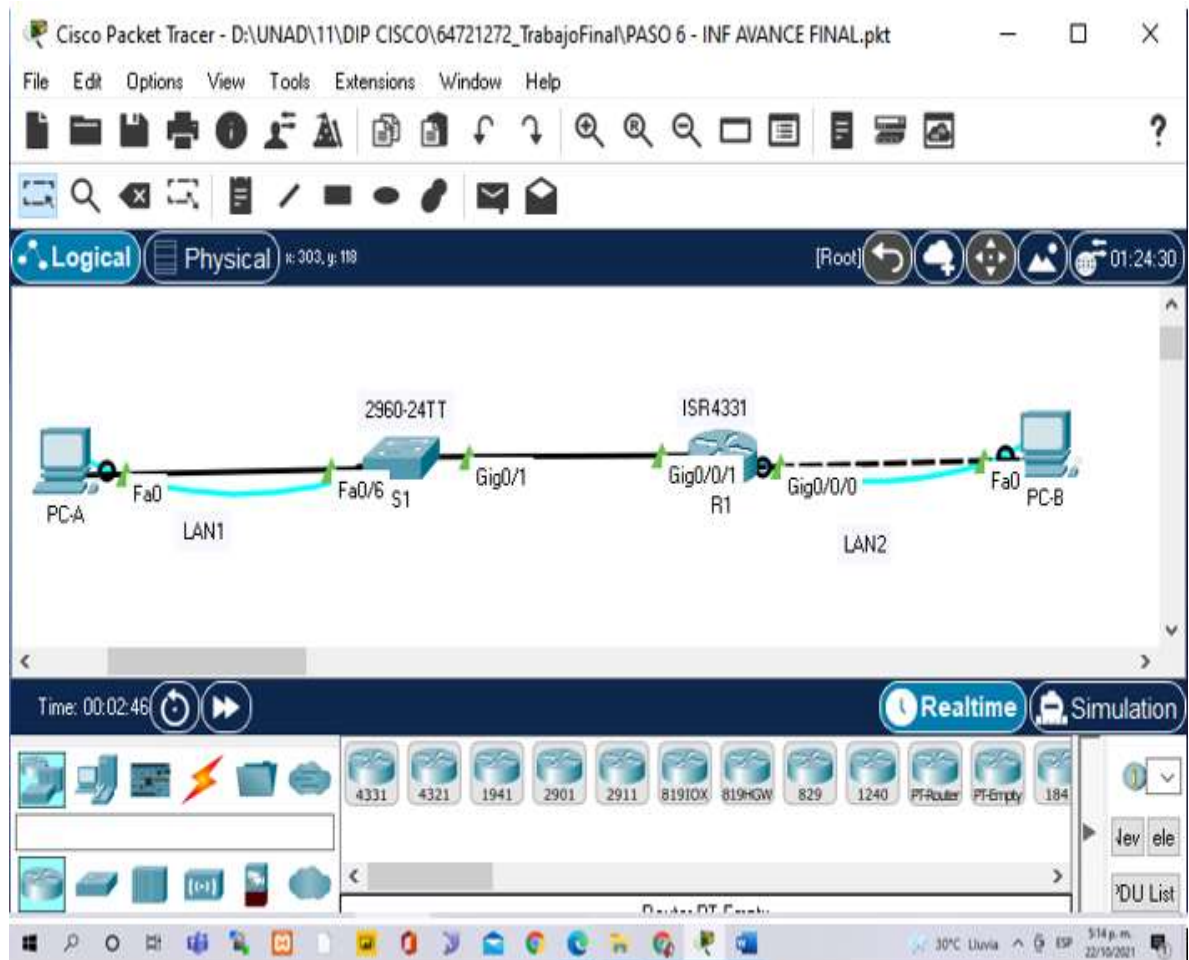 Cisco Packet Tracer - D:\UNAD\11\DIP CISCO\64721272_TrabajoFinal\PASO 6 - INF AVANCE FINAL.pkt
File Edit Options View Tools Extensions Window Help
Logical Physical x: 303, y: 118 [Root] 01:24:30
2960-24TT ISR4331
Fa0 Fa0/6 S1 Gig0/1 Gig0/0/1 R1 Gig0/0/0 Fa0 PC-B
PC-A LAN1 LAN2
Time: 00:02:46 Realtime Simulation
4331 4321 1941 2901 2911 819IOX 819HGW 829 1240 PT-Router PT-Empty 184
ele
PDU List
30°C Lluvia ESP 5:14 p. m.
22/10/2021